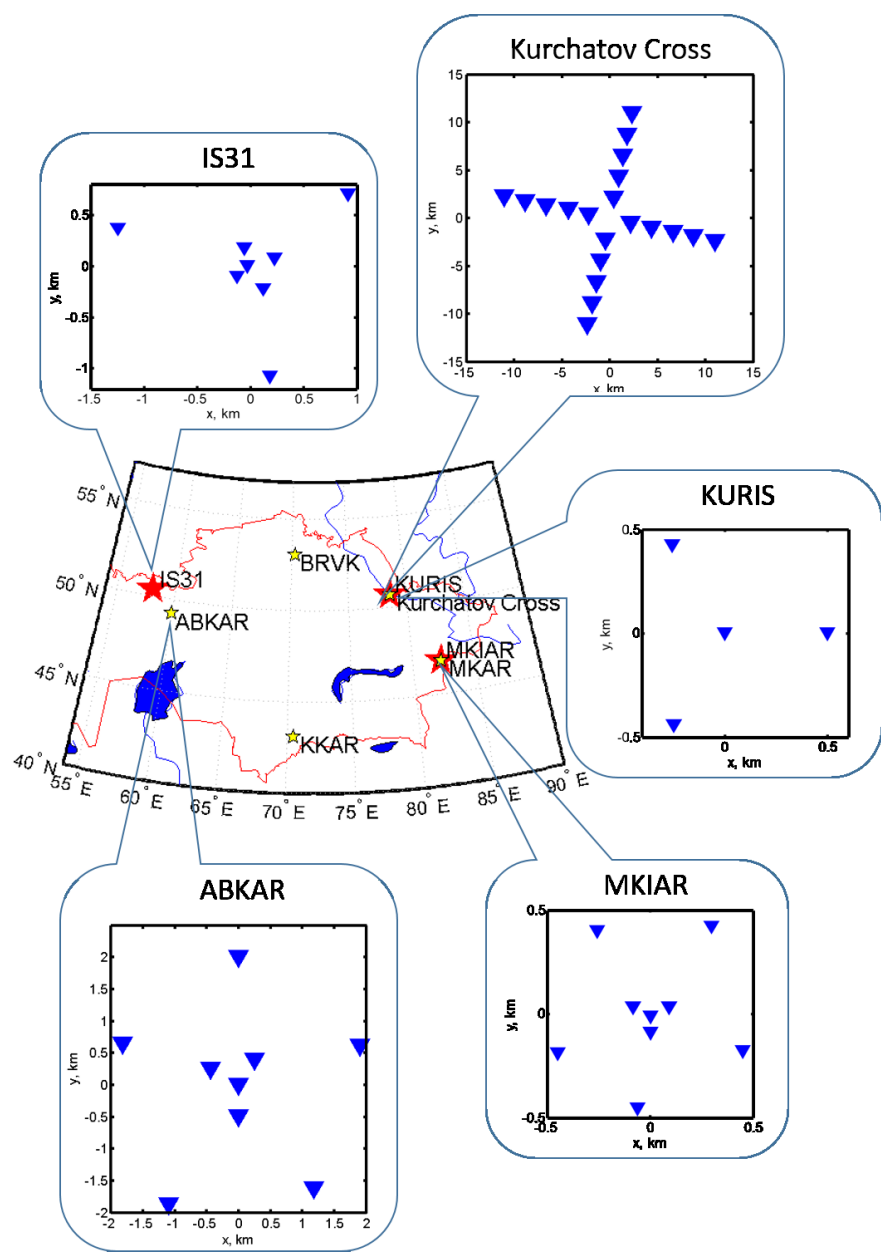 Kurchatov Cross
15
10
5
0
-5
-10
-15
y, km
-15 -10 -5 0 5 10 15
x, km
IS31
0.5
0
-0.5
-1
y, km
-1.5 -1 -0.5 0 0.5 1
x, km
55° N
50° N
45° N
40° N
55° E
60° E
65° E
70° E
75° E
80° E
85° E
90° E
IS31
ABKAR
BRVK
KURIS
Kurchatov Cross
MKIAR
MKAR
KKAR
KURIS
0.5
0
-0.5
y, km
0 0.5
x, km
ABKAR
2
1.5
1
0.5
0
-0.5
-1
-1.5
-2
y, km
-2 -1 -0.5 0 0.5 1 2
x, km
MKIAR
0.5
0
-0.5
y, km
-0.5 0 0.5
x, km